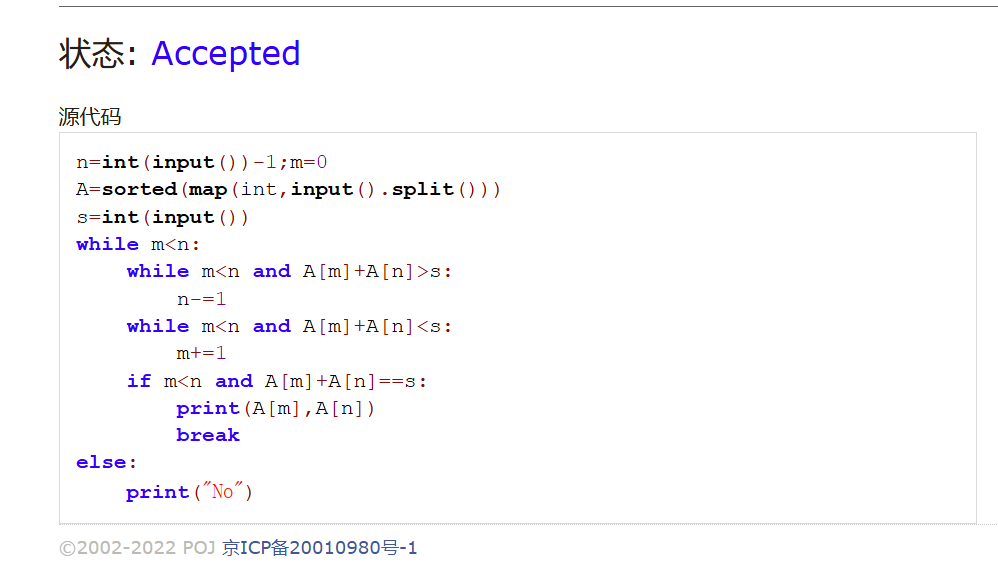 状态: Accepted
源代码
n=int(input())-1;m=0
A=sorted(map(int,input().split()))
s=int(input())
while m<n:
    while m<n and A[m]+A[n]>s:
        n-=1
    while m<n and A[m]+A[n]<s:
        m+=1
    if m<n and A[m]+A[n]==s:
        print(A[m],A[n])
        break
else:
    print("No")
©2002-2022 POJ 京ICP备20010980号-1